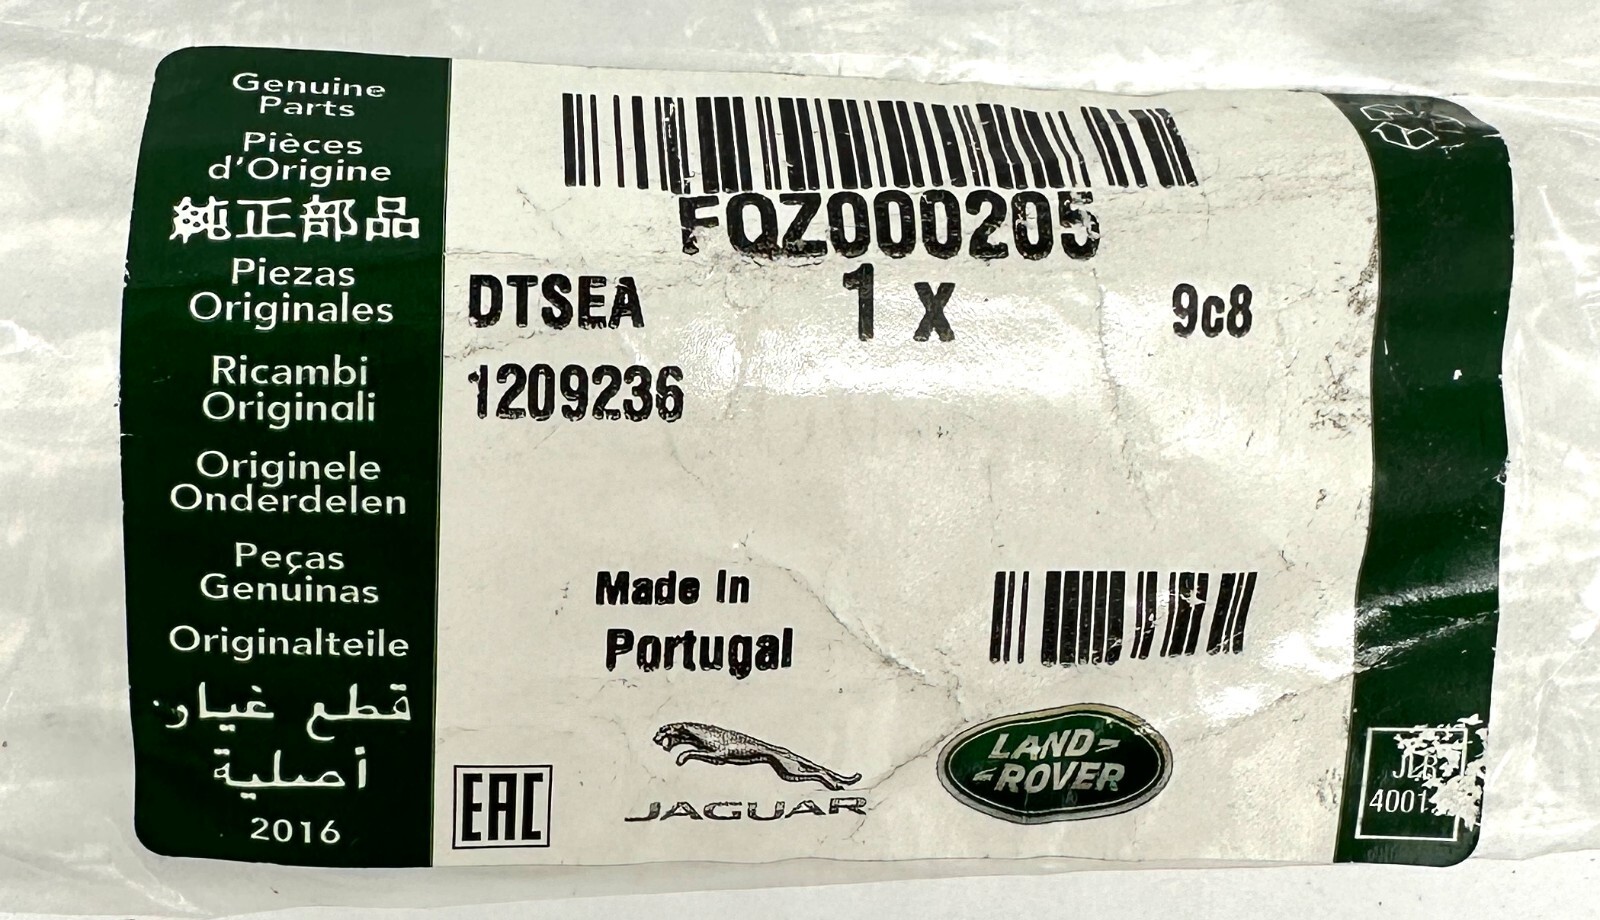 Genuine
Parts
Pièces
d'Origine
純正部品
Piezas
Originales
Ricambi
Originali
Originele
Onderdelen
Peças
Genuinas
Originalteile
قطع غيار
أصلية
2016
FQZ000205
DTSEA
1 x
9c8
1209236
Made In
Portugal
EAC
JAGUAR
LAND-
-ROVER
JLR